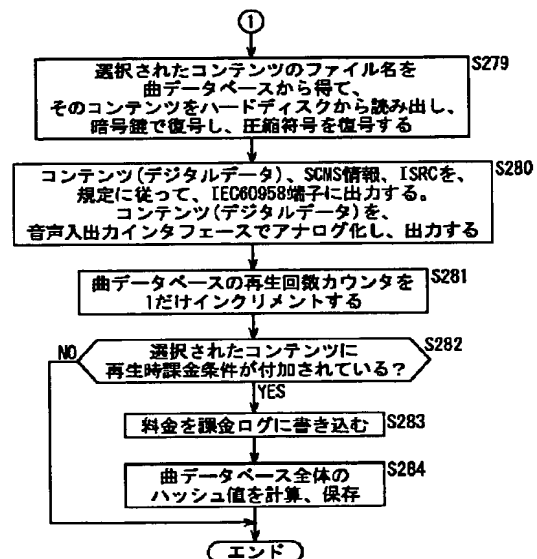 1
選択されたコンテンツのファイル名を S279
曲データベースから得て、
そのコンテンツをハードディスクから読み出し、
暗号鍵で復号し、圧縮符号を復号する
コンテンツ(デジタルデータ)、SCMS情報、ISRCを、 S280
規定に従って、IEC60958端子に出力する。
コンテンツ(デジタルデータ)を、
音声入出力インタフェースでアナログ化し、出力する
曲データベースの再生回数カウンタを S281
1だけインクリメントする
NO 選択されたコンテンツに S282
再生時課金条件が付加されている?
YES
料金を課金ログに書き込む S283
曲データベース全体の S284
ハッシュ値を計算、保存
エンド